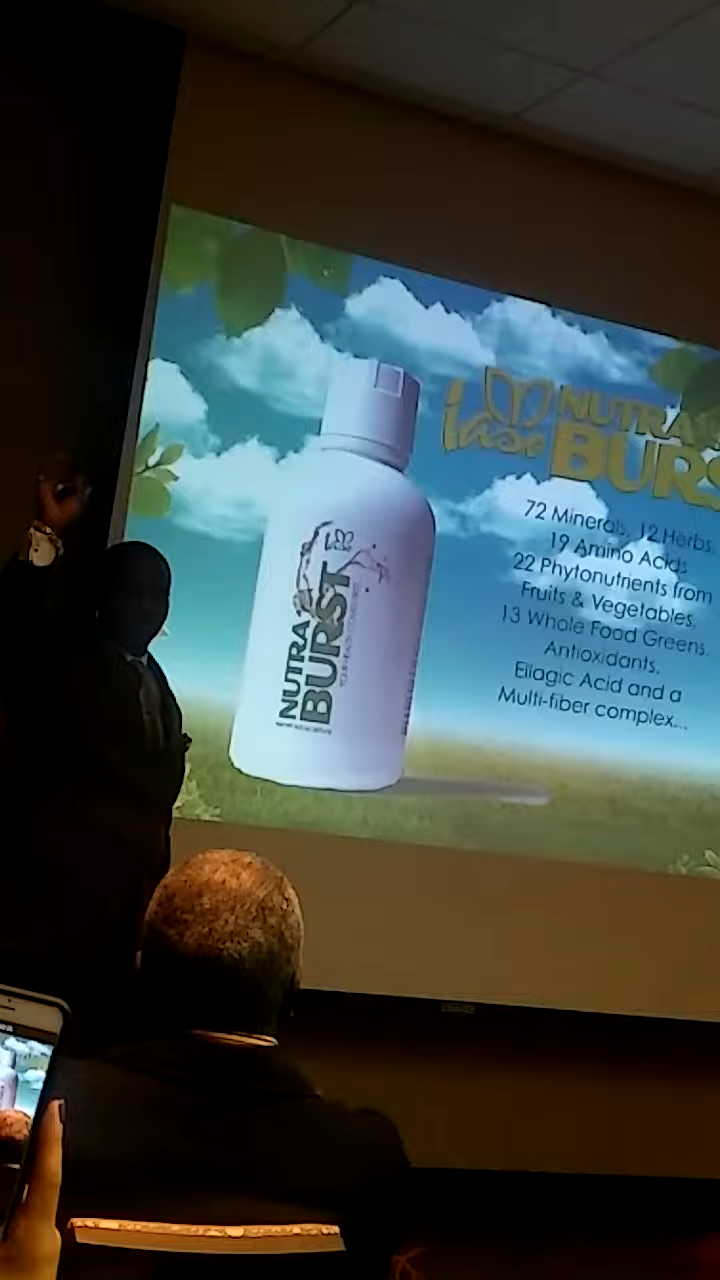 iaso NUTRA
BURS
72 Minerals, 12 Herbs,
19 Amino Acids
22 Phytonutrients from
Fruits & Vegetables,
13 Whole Food Greens,
Antioxidants,
Ellagic Acid and a
Multi-fiber complex...
NUTRA
BURST